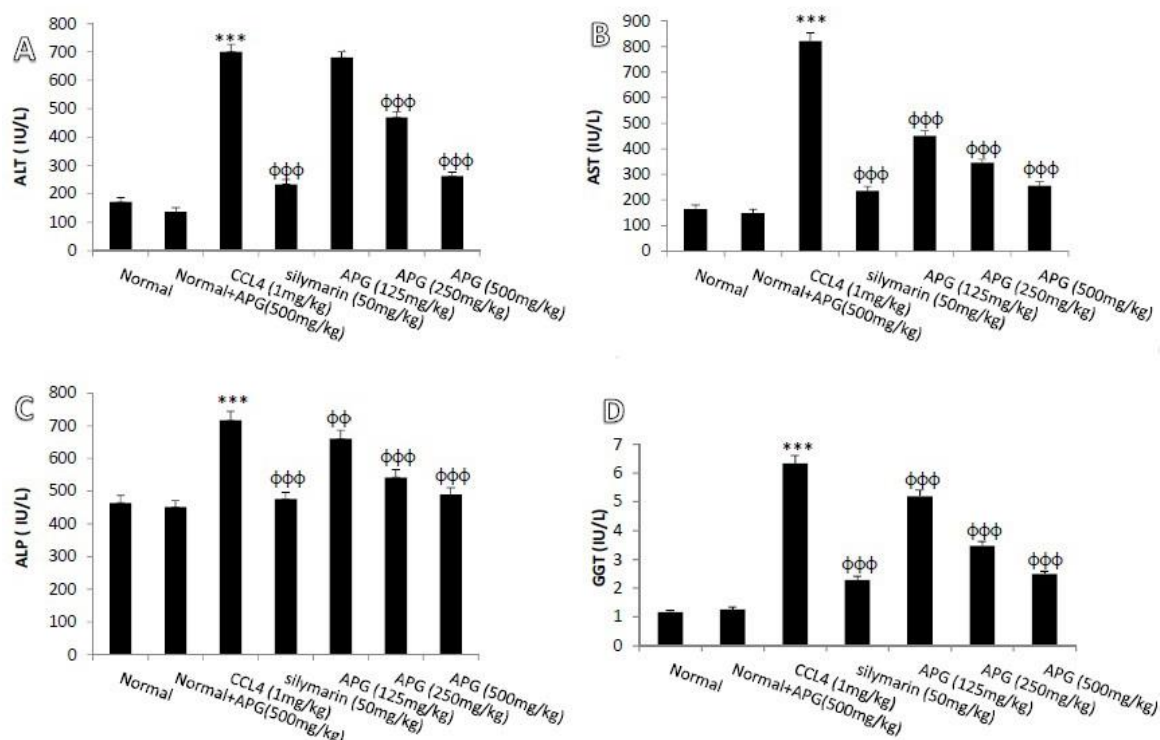 A
ALT ( IU/L)
800
700
600
500
400
300
200
100
0
***
ϕϕϕ
ϕϕϕ
ϕϕϕ
Normal
Normal+APG(500mg/kg)
CCL4 (1mg/kg)
silymarin (50mg/kg)
APG (125mg/kg)
APG (250mg/kg)
APG (500mg/kg)
B
AST (IU/L)
900
800
700
600
500
400
300
200
100
0
***
ϕϕϕ
ϕϕϕ
ϕϕϕ
ϕϕϕ
Normal
Normal+APG(500mg/kg)
CCL4 (1mg/kg)
silymarin (50mg/kg)
APG (125mg/kg)
APG (250mg/kg)
APG (500mg/kg)
C
ALP ( IU/L)
800
700
600
500
400
300
200
100
0
***
ϕϕϕ
ϕϕ
ϕϕϕ
ϕϕϕ
Normal
Normal+APG(500mg/kg)
CCL4 (1mg/kg)
silymarin (50mg/kg)
APG (125mg/kg)
APG (250mg/kg)
APG (500mg/kg)
D
GGT (IU/L)
7
6
5
4
3
2
1
0
***
ϕϕϕ
ϕϕϕ
ϕϕϕ
ϕϕϕ
Normal
Normal+APG(500mg/kg)
CCL4 (1mg/kg)
silymarin (50mg/kg)
APG (125mg/kg)
APG (250mg/kg)
APG (500mg/kg)